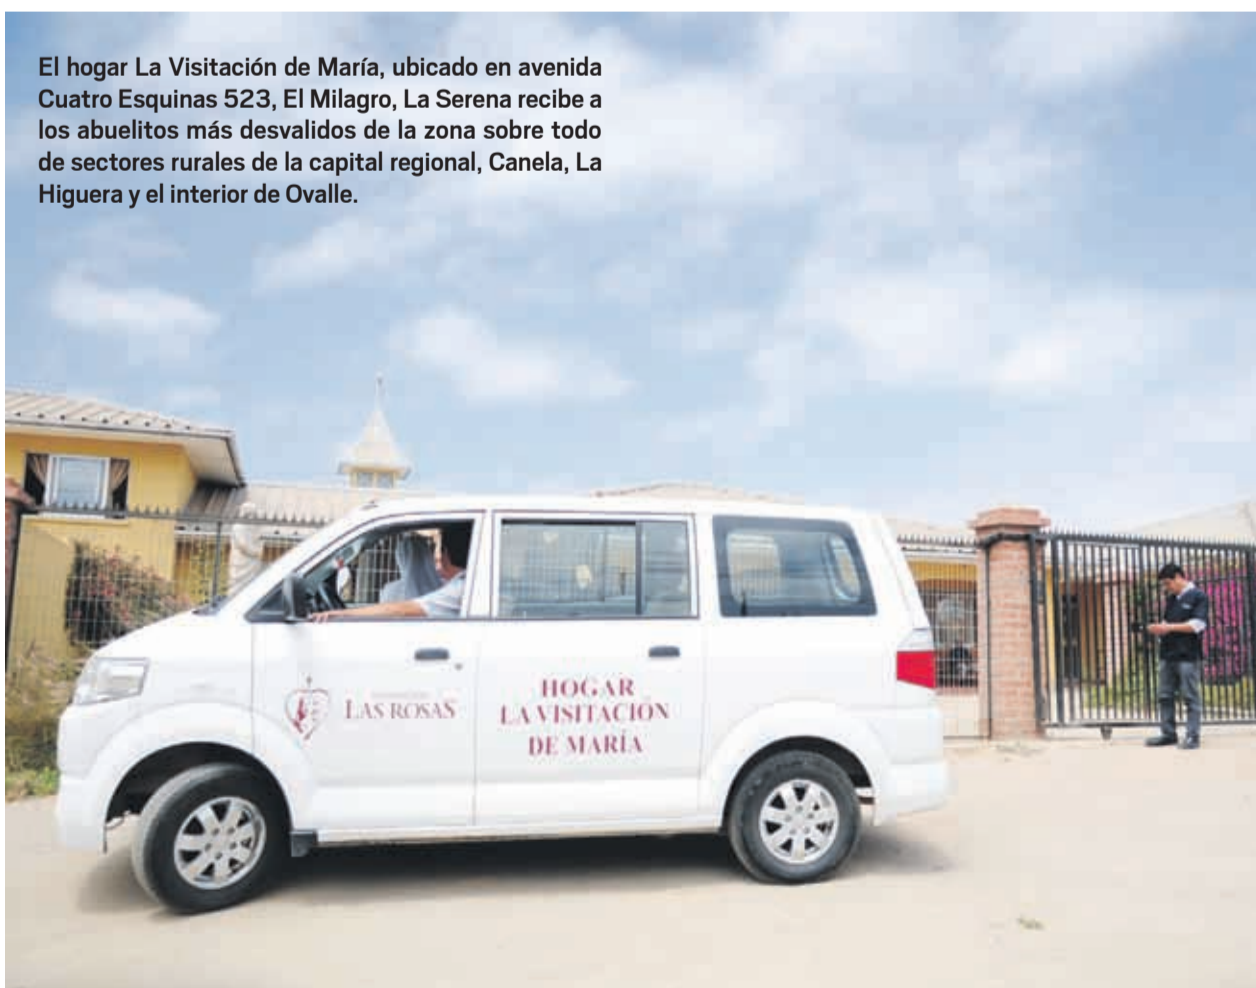 El hogar La Visitación de María, ubicado en avenida
Cuatro Esquinas 523, El Milagro, La Serena recibe a
los abuelitos más desvalidos de la zona sobre todo
de sectores rurales de la capital regional, Canela, La
Higuera y el interior de Ovalle.
LAS ROSAS
HOGAR
LA VISITACIÓN
DE MARÍA